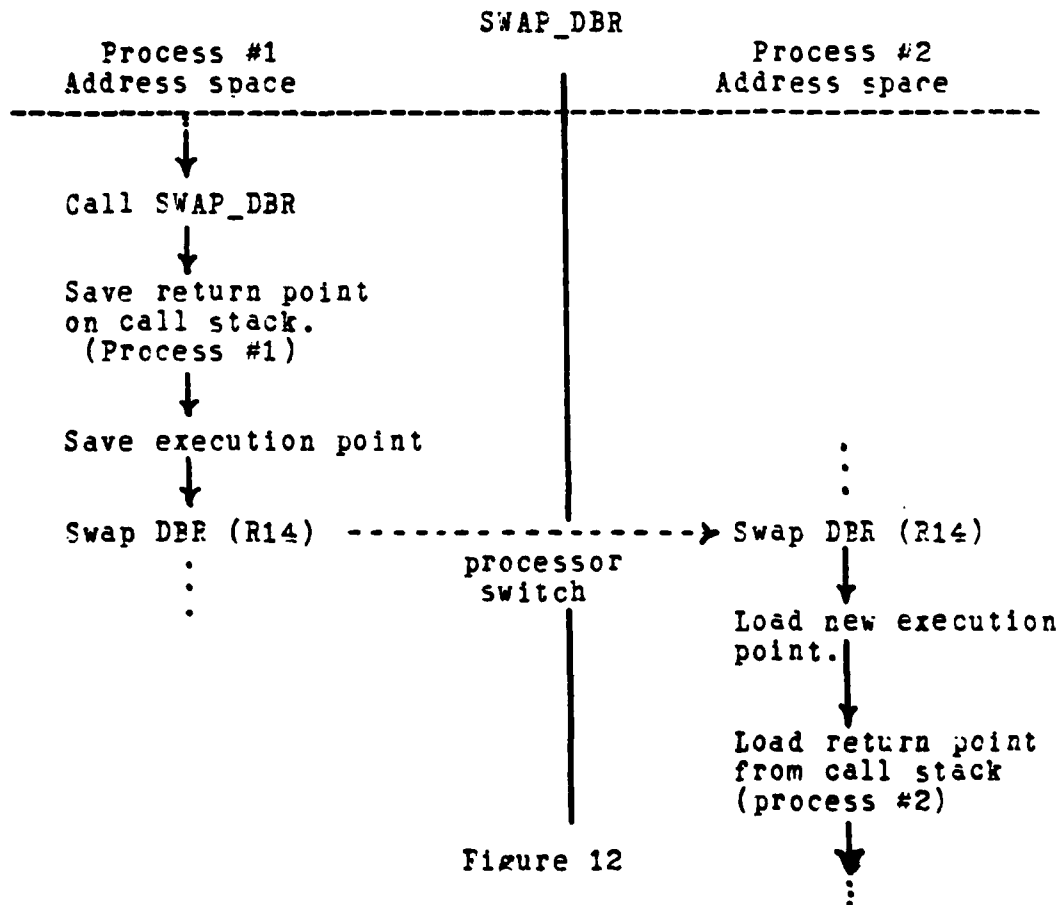 SWAP_DBR
Process #1
Address space
Process #2
Address space
Call SWAP_DBR
Save return point
on call stack.
(Process #1)
Save execution point
Swap DBR (R14)
processor
switch
Swap DBR (R14)
Load new execution
point.
Load return point
from call stack
(process #2)
Figure 12